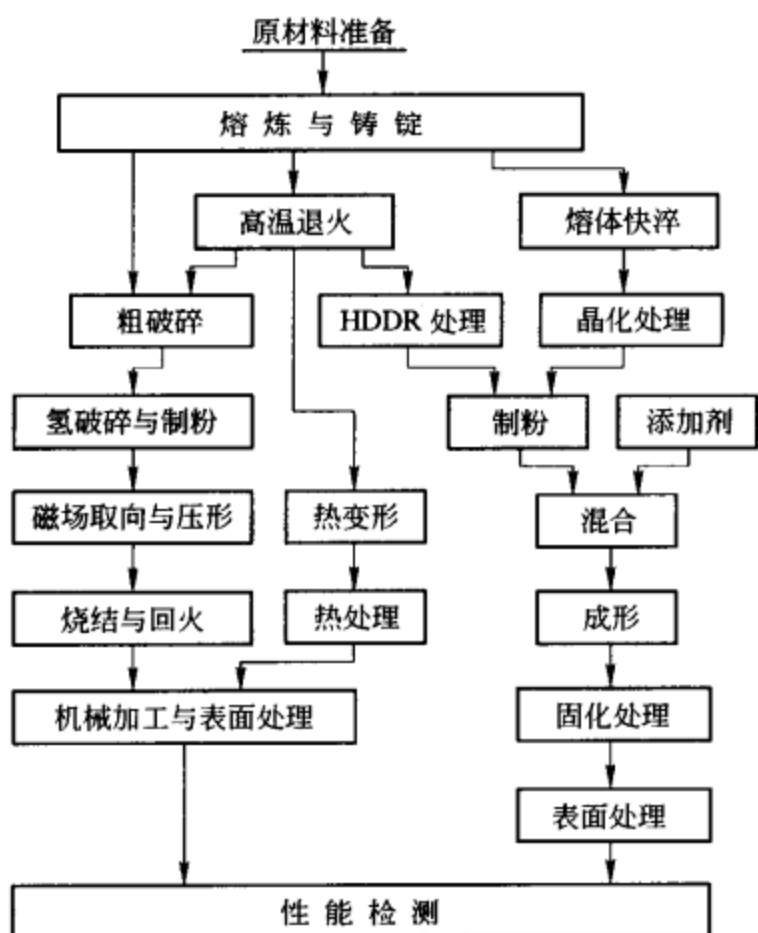 原材料准备
熔炼与铸锭
高温退火
熔体快淬
粗破碎
HDDR 处理
晶化处理
氢破碎与制粉
制粉
添加剂
磁场取向与压形
热变形
混合
烧结与回火
热处理
成形
机械加工与表面处理
固化处理
表面处理
性能检测